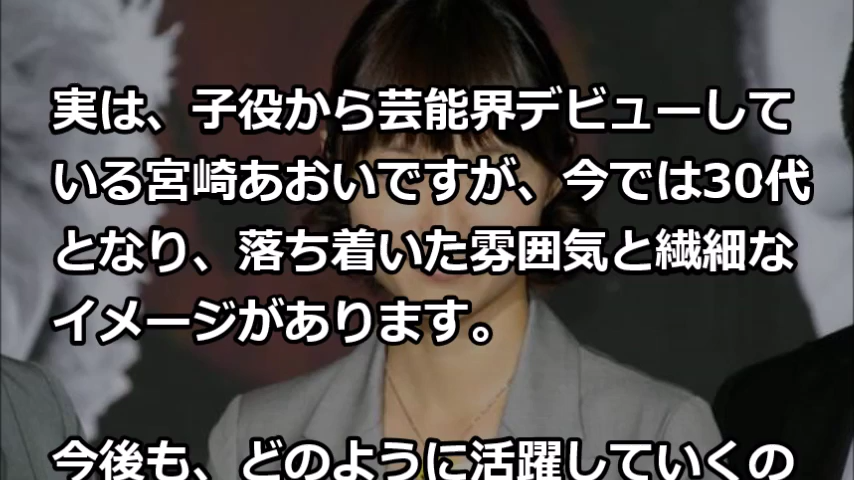 実は、子役から芸能界デビューして
いる宮崎あおいですが、今では30代
となり、落ち着いた雰囲気と繊細な
イメージがあります。
今後も、どのように活躍していくの